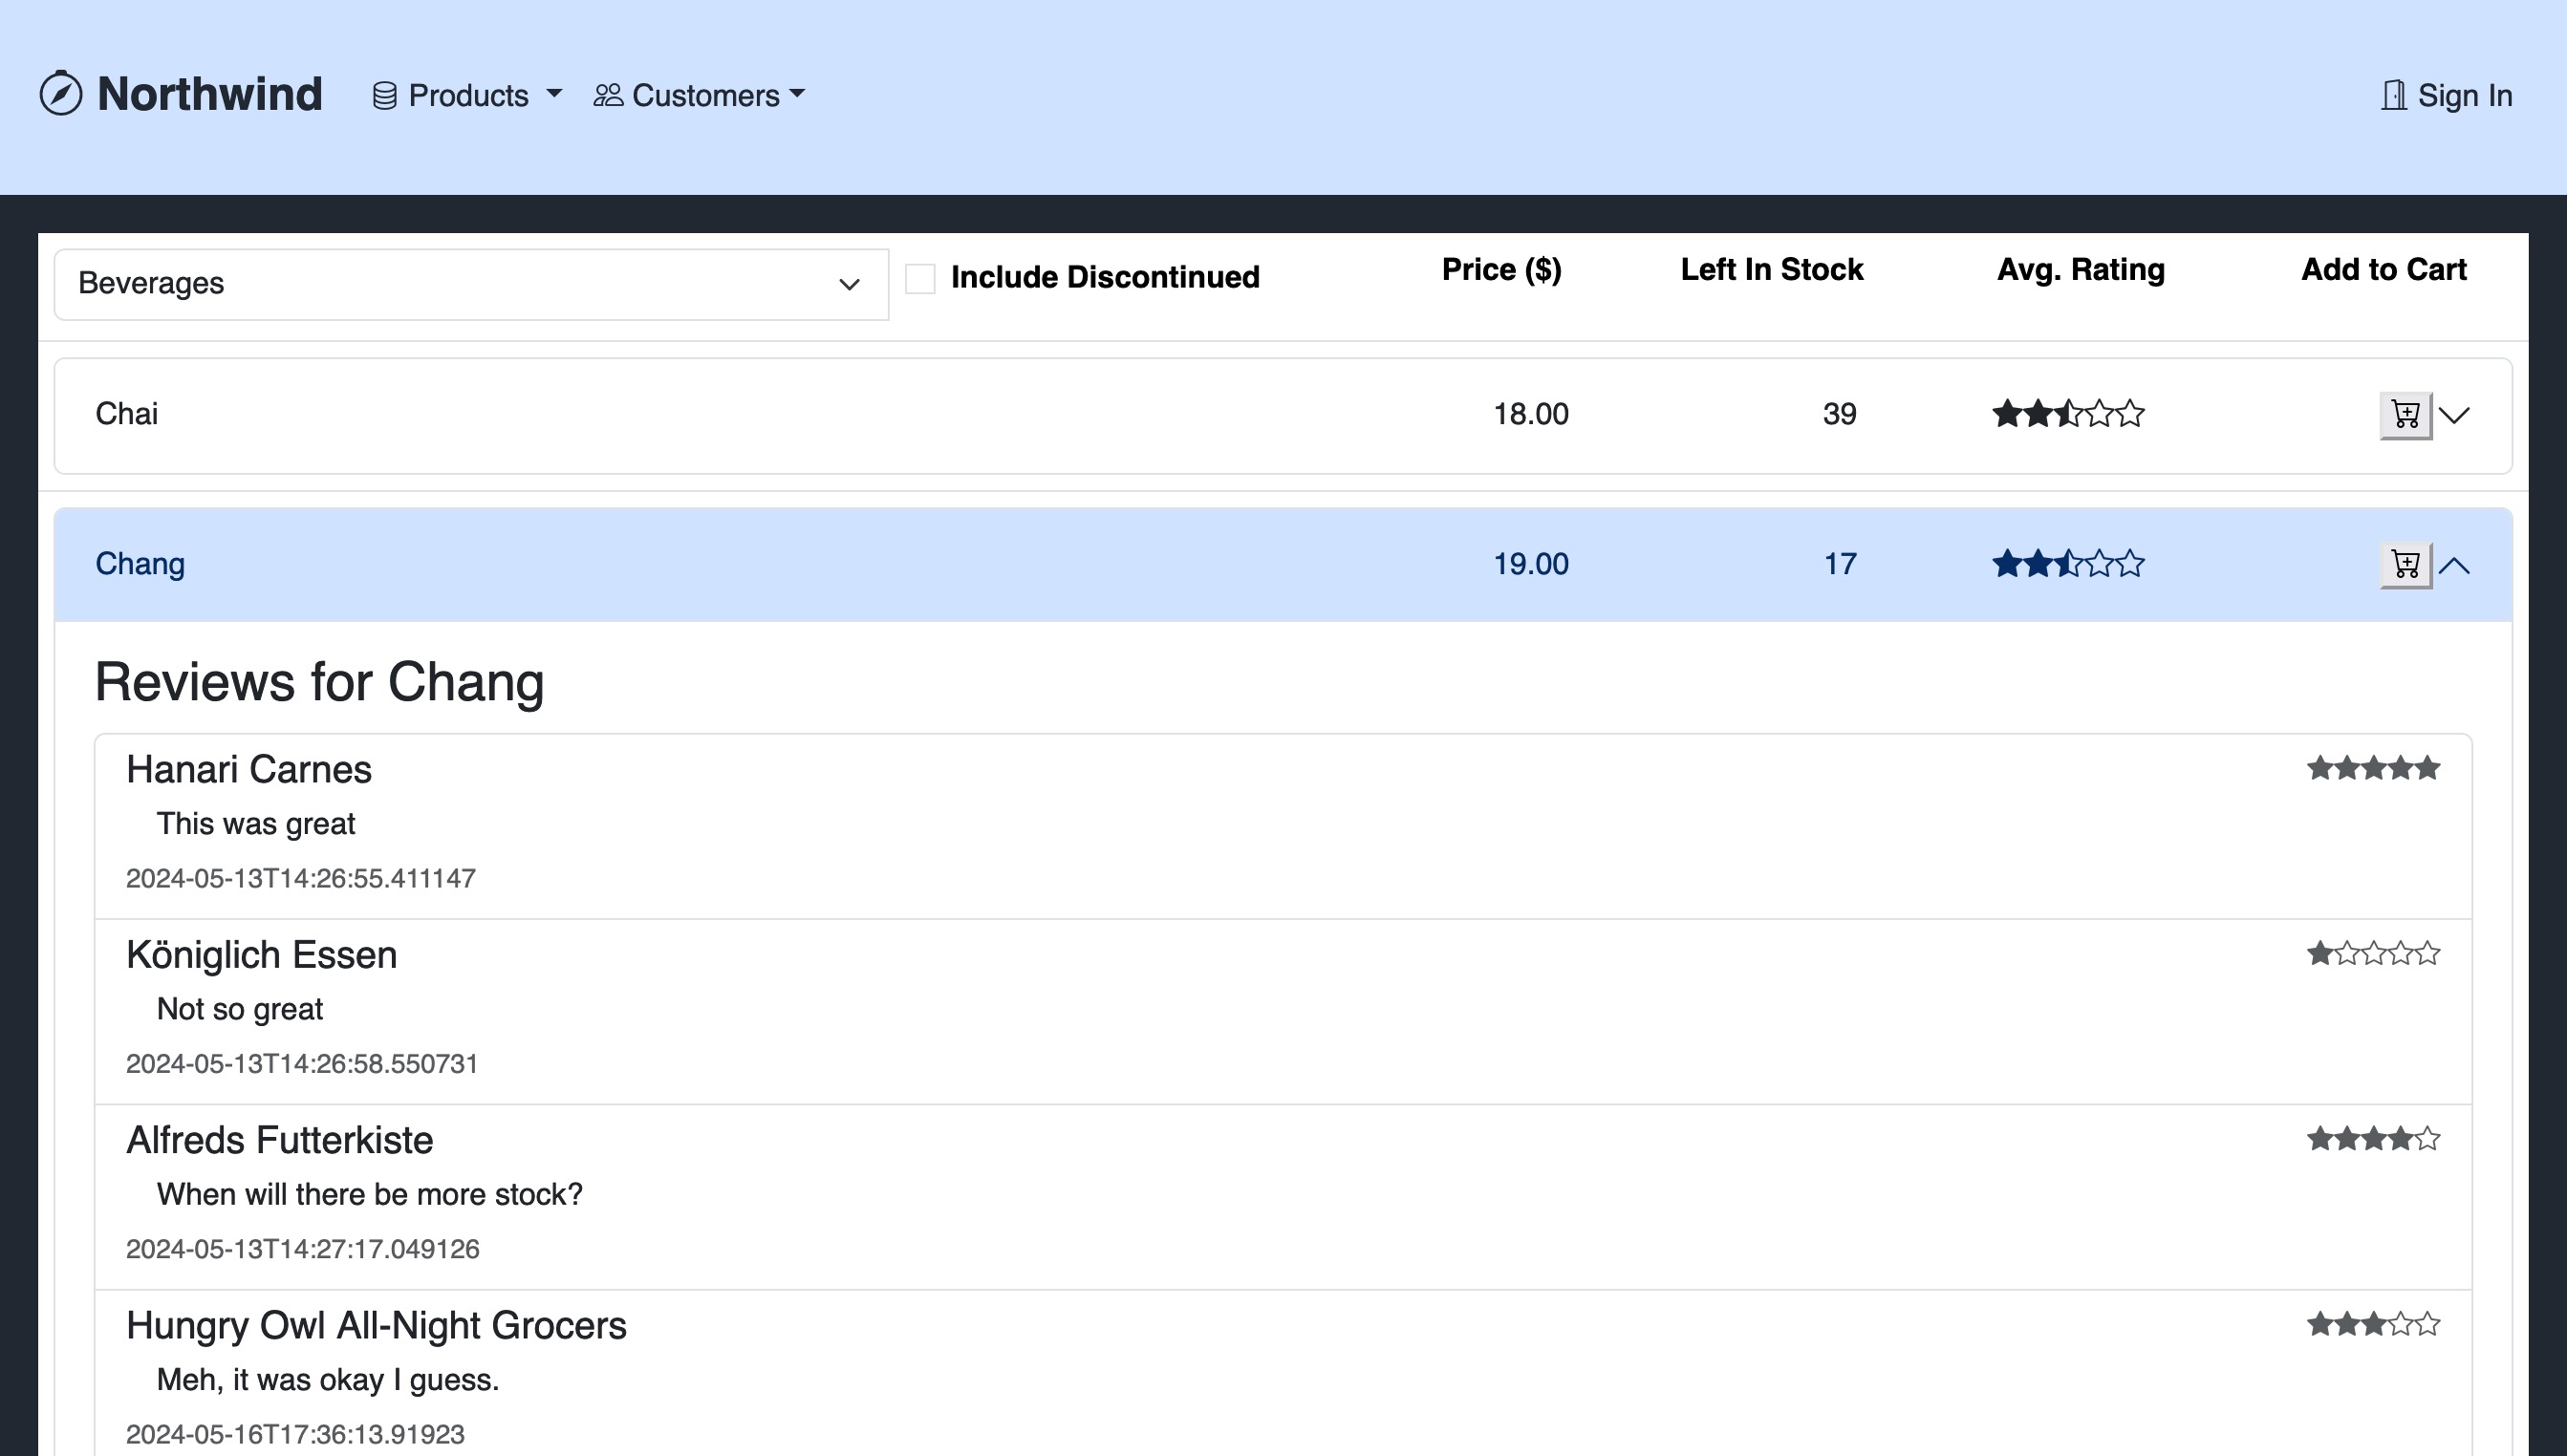 Northwind Products Customers Sign In
Beverages Include Discontinued Price ($) Left In Stock Avg. Rating Add to Cart
Chai 18.00 39
Chang 19.00 17
Reviews for Chang
Hanari Carnes
This was great
2024-05-13T14:26:55.411147
Königlich Essen
Not so great
2024-05-13T14:26:58.550731
Alfreds Futterkiste
When will there be more stock?
2024-05-13T14:27:17.049126
Hungry Owl All-Night Grocers
Meh, it was okay I guess.
2024-05-16T17:36:13.91923